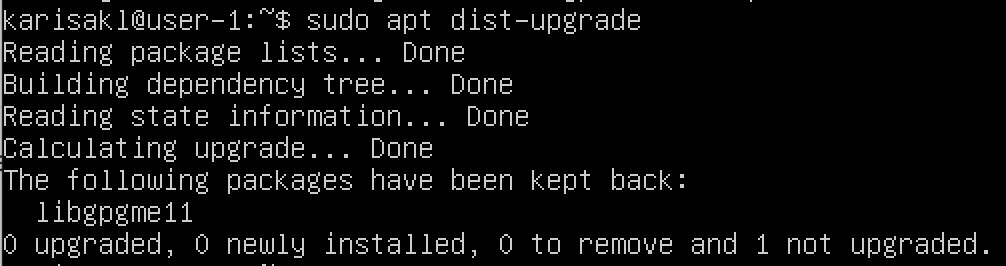 karisakl@user-1:~$ sudo apt dist-upgrade
Reading package lists... Done
Building dependency tree... Done
Reading state information... Done
Calculating upgrade... Done
The following packages have been kept back:
  libgpgme11
0 upgraded, 0 newly installed, 0 to remove and 1 not upgraded.